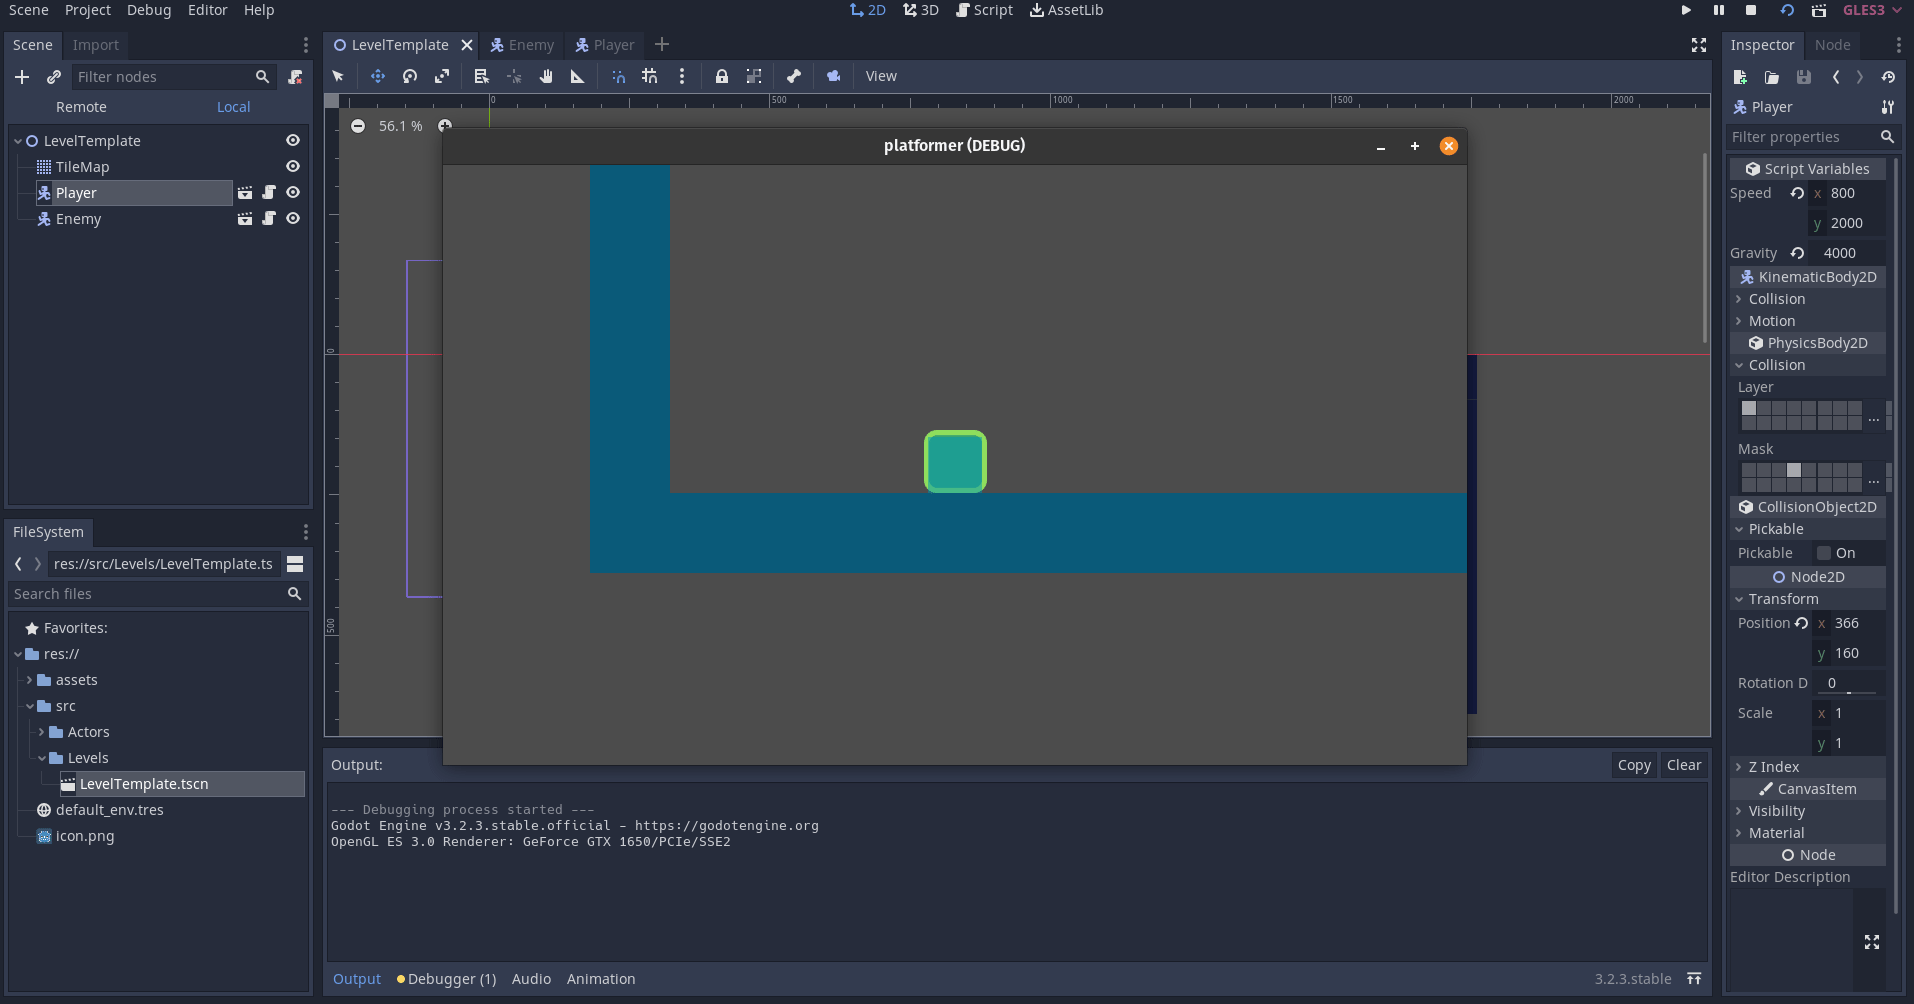 Scene Project Debug Editor Help
2D 3D Script AssetLib
GLES3
Scene Import
Filter nodes
Remote Local
LevelTemplate
TileMap
Player
Enemy
FileSystem
res://src/Levels/LevelTemplate.ts
Search files
Favorites:
res://
assets
src
Actors
Levels
LevelTemplate.tscn
default_env.tres
icon.png
LevelTemplate Enemy Player
View
0 500 1000 1500 2000
56.1 %
0
500
platformer (DEBUG)
Output:
Copy Clear
--- Debugging process started ---
Godot Engine v3.2.3.stable.official - https://godotengine.org
OpenGL ES 3.0 Renderer: GeForce GTX 1650/PCIe/SSE2
Output Debugger (1) Audio Animation
3.2.3.stable
Inspector Node
Player
Filter properties
Script Variables
Speed x 800
y 2000
Gravity 4000
KinematicBody2D
Collision
Motion
PhysicsBody2D
Collision
Layer
...
Mask
...
CollisionObject2D
Pickable
Pickable On
Node2D
Transform
Position x 366
y 160
Rotation D 0
Scale x 1
y 1
Z Index
CanvasItem
Visibility
Material
Node
Editor Description